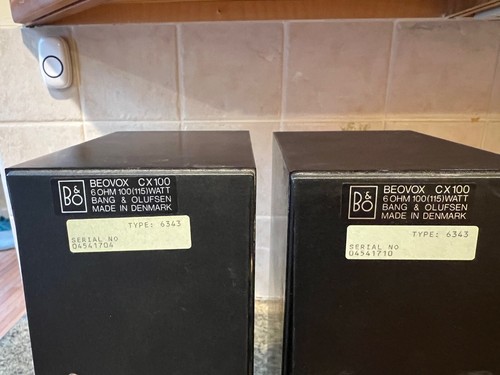 B&O
BEOVOX CX100
6 OHM 100(115)WATT
BANG & OLUFSEN
MADE IN DENMARK
TYPE: 6343
SERIAL NO
04541704
B&O
BEOVOX CX100
6 OHM 100(115)WATT
BANG & OLUFSEN
MADE IN DENMARK
TYPE: 6343
SERIAL NO
04541710